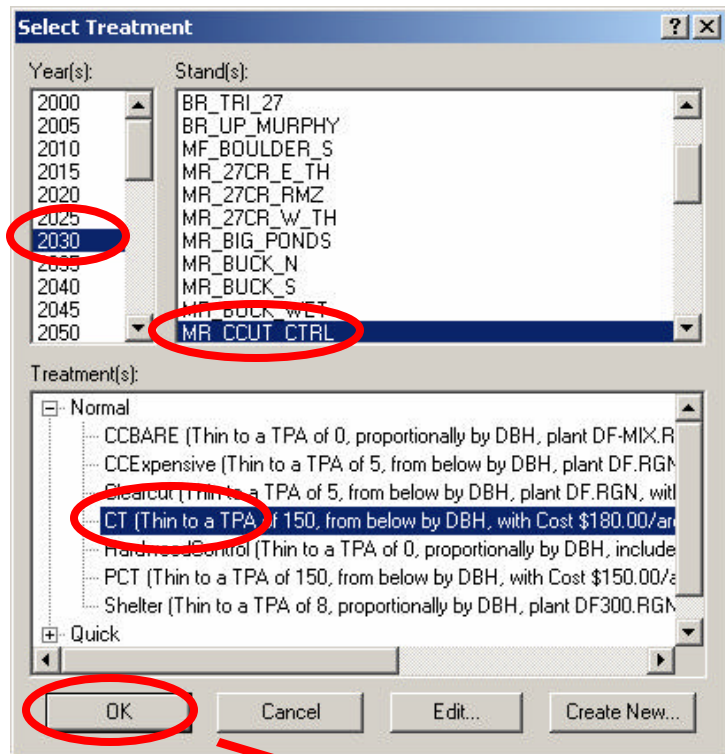 Select Treatment
Year(s): Stand(s):
2000
2005
2010
2015
2020
2025
2030
2035
2040
2045
2050
BR_TRI_27
BR_UP_MURPHY
MF_BOULDER_S
MR_27CR_E_TH
MR_27CR_RMZ
MR_27CR_W_TH
MR_BIG_PONDS
MR_BUCK_N
MR_BUCK_S
MR_BUCK_WET
MR_CCUT_CTRL
Treatment(s):
Normal
CCBARE (Thin to a TPA of 0, proportionally by DBH, plant DF-MIX.R
CCExpensive (Thin to a TPA of 5, from below by DBH, plant DF.RGN
Clearcut (Thin to a TPA of 5, from below by DBH, plant DF.RGN, witl
CT (Thin to a TPA of 150, from below by DBH, with Cost $180.00/a
HardwoodControl (Thin to a TPA of 0, proportionally by DBH, include
PCT (Thin to a TPA of 150, from below by DBH, with Cost $150.00/a
Shelter (Thin to a TPA of 8, proportionally by DBH, plant DF300.RGN
Quick
OK Cancel Edit... Create New...